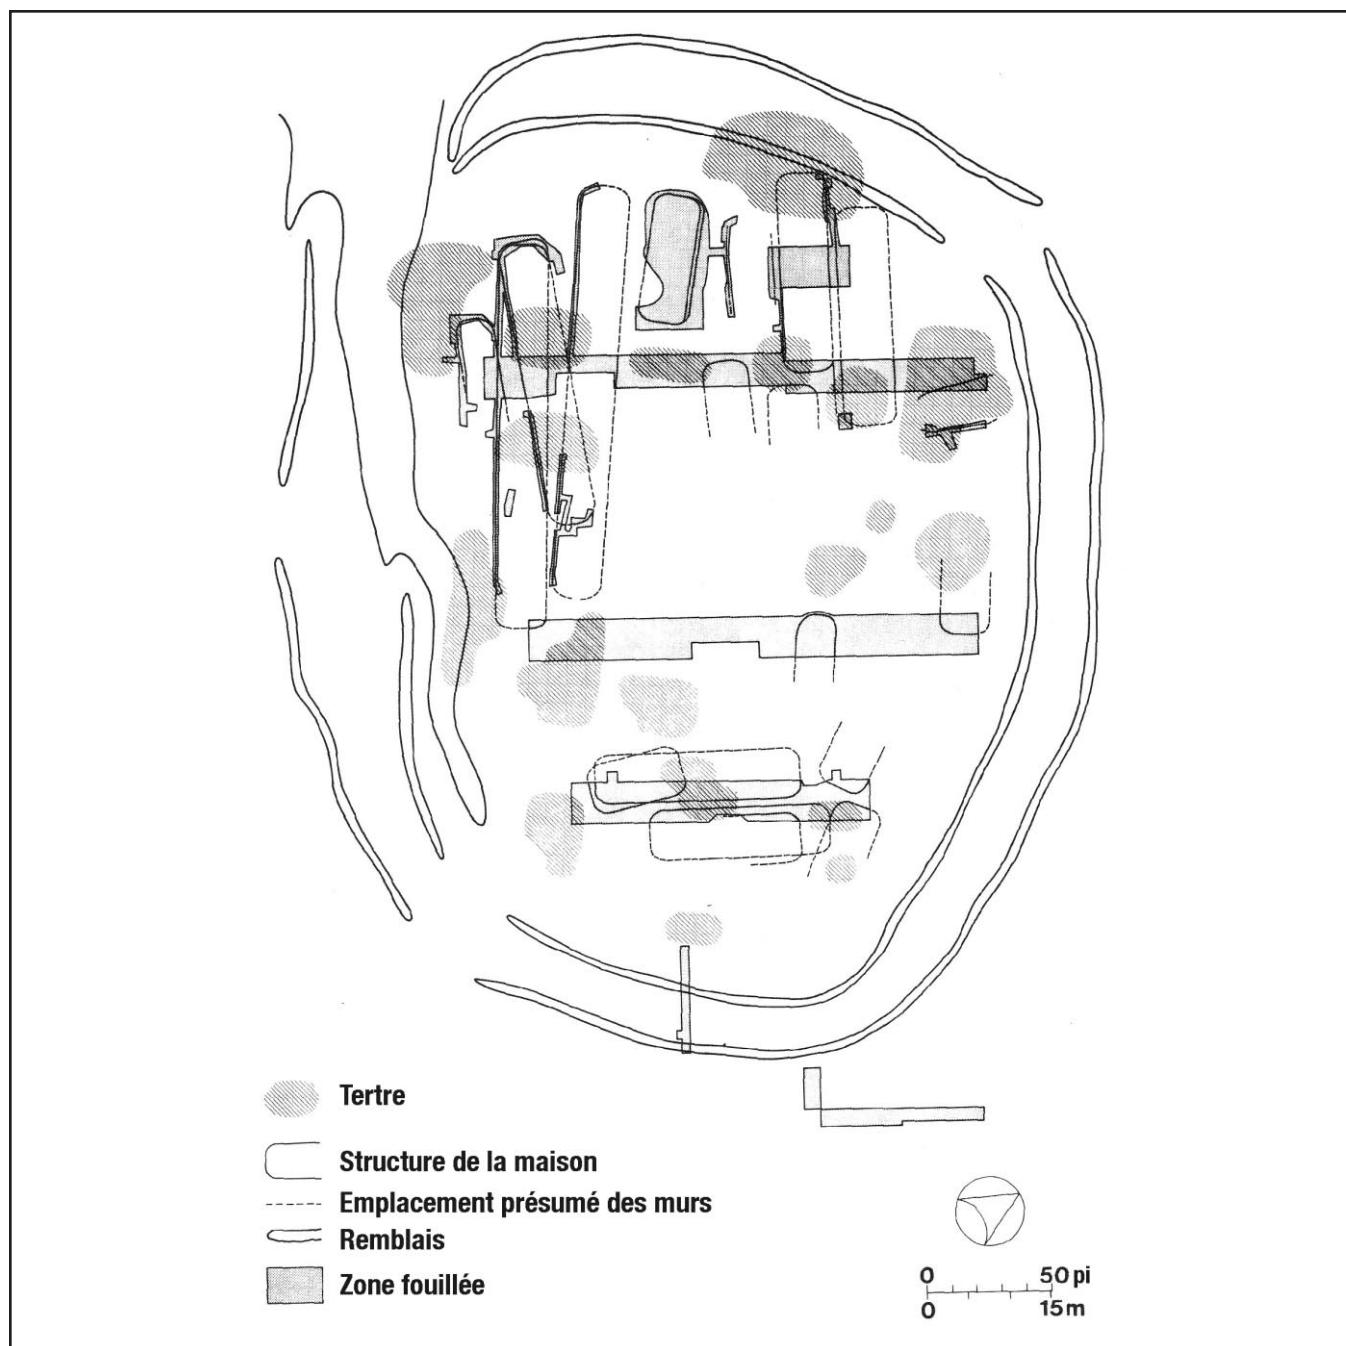 Tertre
Structure de la maison
Emplacement présumé des murs
Remblais
Zone fouillée
0 50 pi
0 15 m